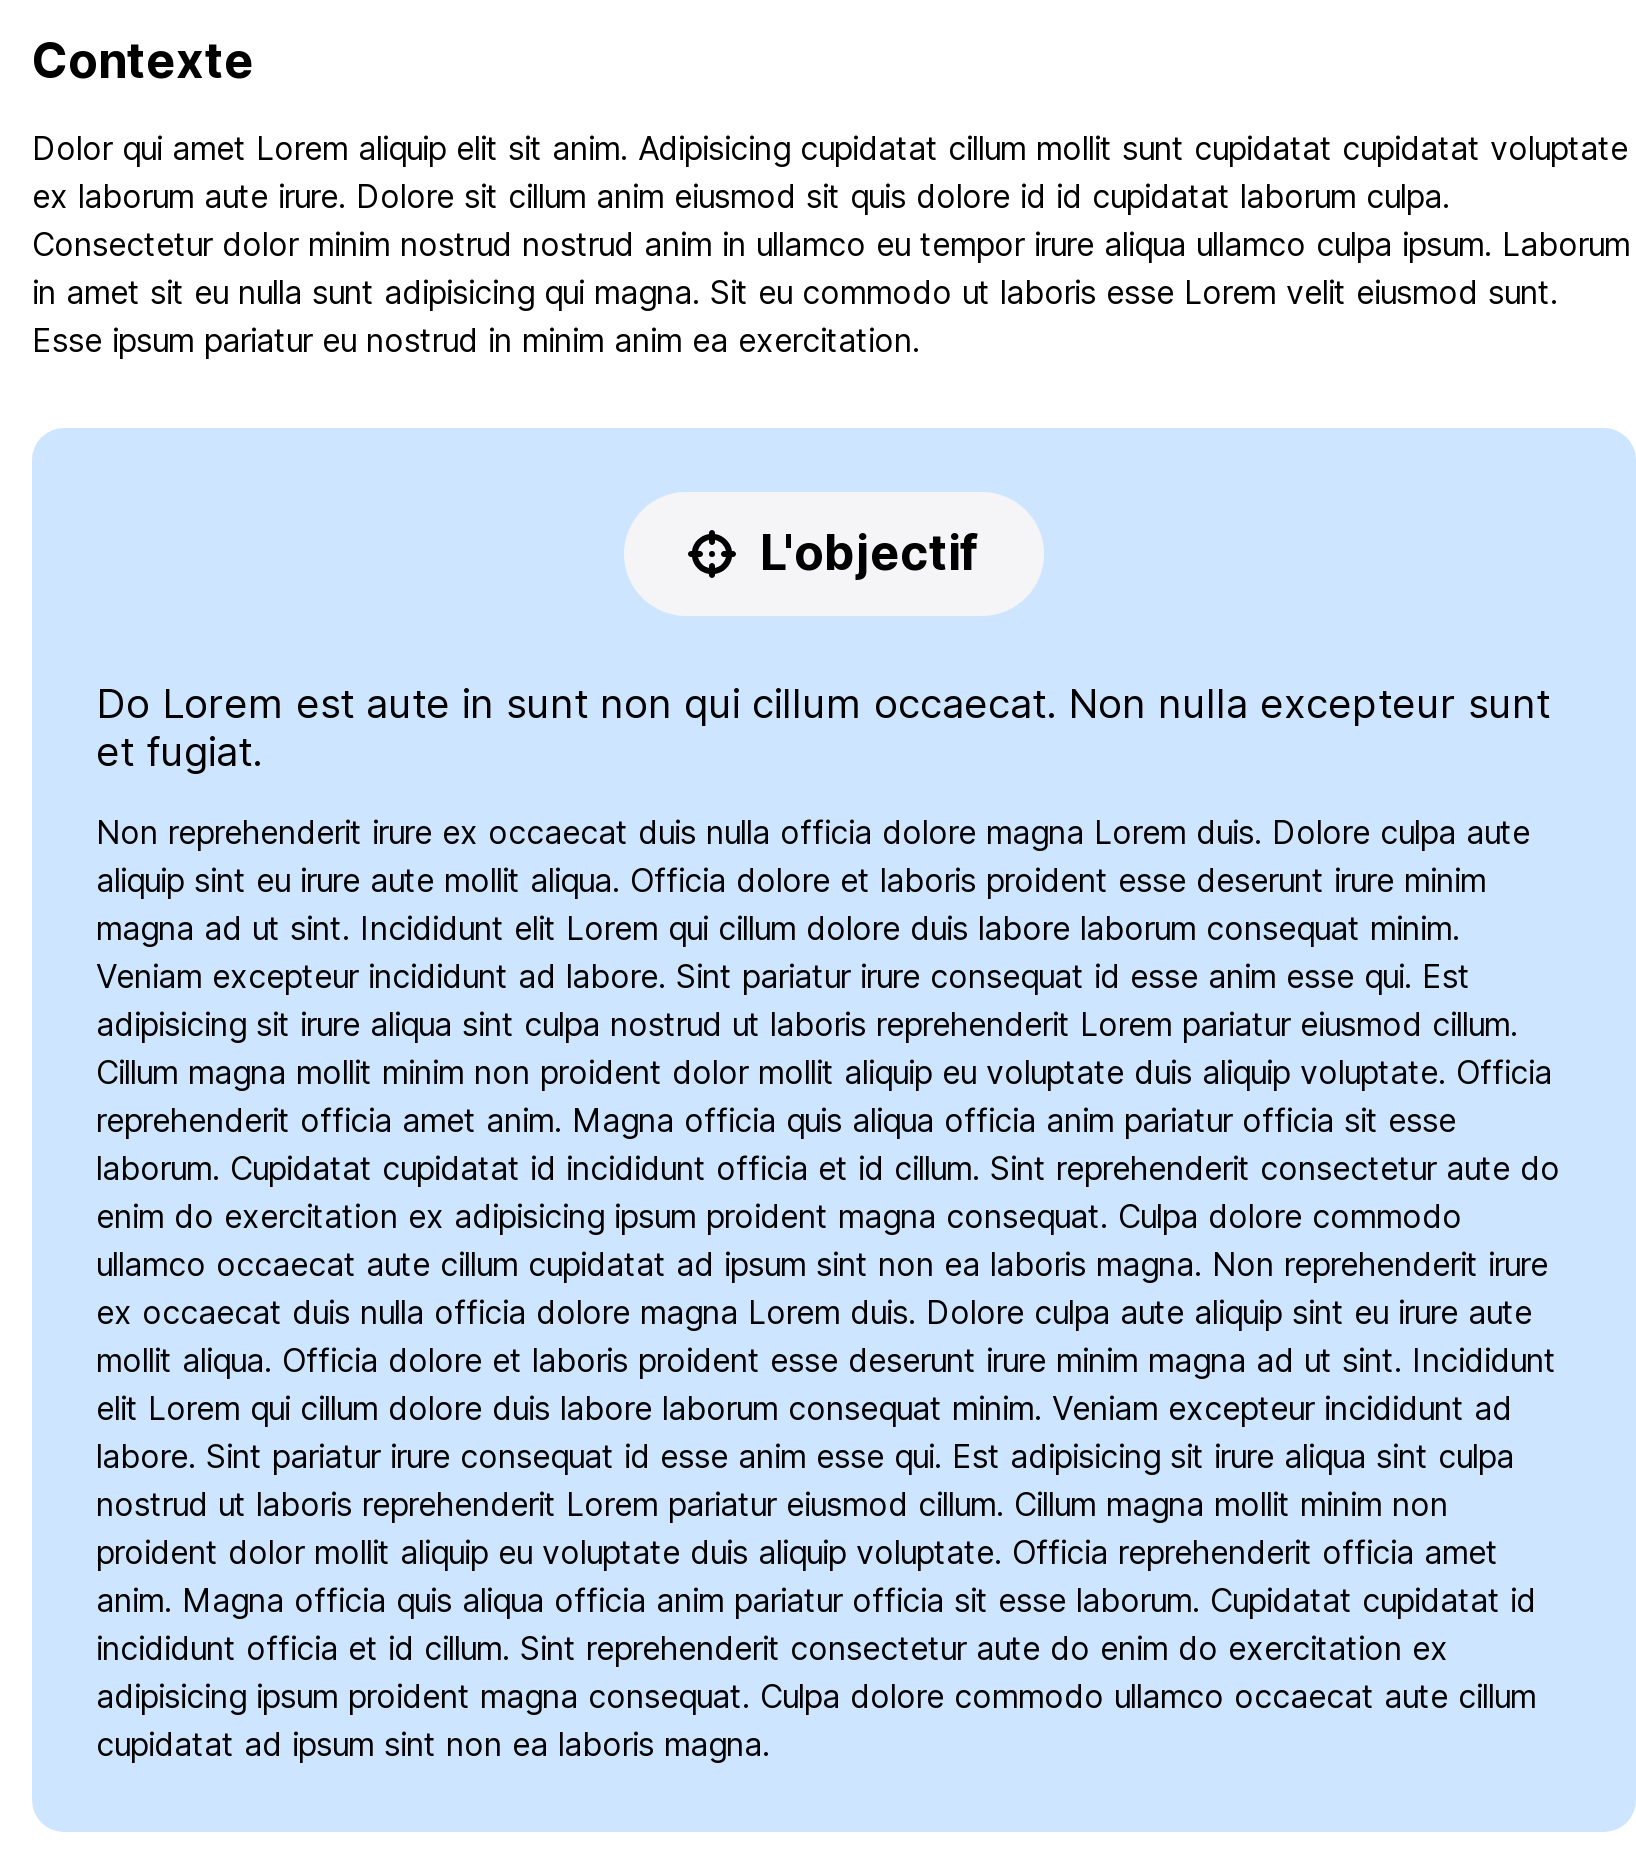 Contexte
Dolor qui amet Lorem aliquip elit sit anim. Adipisicing cupidatat cillum mollit sunt cupidatat cupidatat voluptate
ex laborum aute irure. Dolore sit cillum anim eiusmod sit quis dolore id id cupidatat laborum culpa.
Consectetur dolor minim nostrud nostrud anim in ullamco eu tempor irure aliqua ullamco culpa ipsum. Laborum
in amet sit eu nulla sunt adipisicing qui magna. Sit eu commodo ut laboris esse Lorem velit eiusmod sunt.
Esse ipsum pariatur eu nostrud in minim anim ea exercitation.
L'objectif
Do Lorem est aute in sunt non qui cillum occaecat. Non nulla excepteur sunt
et fugiat.
Non reprehenderit irure ex occaecat duis nulla officia dolore magna Lorem duis. Dolore culpa aute
aliquip sint eu irure aute mollit aliqua. Officia dolore et laboris proident esse deserunt irure minim
magna ad ut sint. Incididunt elit Lorem qui cillum dolore duis labore laborum consequat minim.
Veniam excepteur incididunt ad labore. Sint pariatur irure consequat id esse anim esse qui. Est
adipisicing sit irure aliqua sint culpa nostrud ut laboris reprehenderit Lorem pariatur eiusmod cillum.
Cillum magna mollit minim non proident dolor mollit aliquip eu voluptate duis aliquip voluptate. Officia
reprehenderit officia amet anim. Magna officia quis aliqua officia anim pariatur officia sit esse
laborum. Cupidatat cupidatat id incididunt officia et id cillum. Sint reprehenderit consectetur aute do
enim do exercitation ex adipisicing ipsum proident magna consequat. Culpa dolore commodo
ullamco occaecat aute cillum cupidatat ad ipsum sint non ea laboris magna. Non reprehenderit irure
ex occaecat duis nulla officia dolore magna Lorem duis. Dolore culpa aute aliquip sint eu irure aute
mollit aliqua. Officia dolore et laboris proident esse deserunt irure minim magna ad ut sint. Incididunt
elit Lorem qui cillum dolore duis labore laborum consequat minim. Veniam excepteur incididunt ad
labore. Sint pariatur irure consequat id esse anim esse qui. Est adipisicing sit irure aliqua sint culpa
nostrud ut laboris reprehenderit Lorem pariatur eiusmod cillum. Cillum magna mollit minim non
proident dolor mollit aliquip eu voluptate duis aliquip voluptate. Officia reprehenderit officia amet
anim. Magna officia quis aliqua officia anim pariatur officia sit esse laborum. Cupidatat cupidatat id
incididunt officia et id cillum. Sint reprehenderit consectetur aute do enim do exercitation ex
adipisicing ipsum proident magna consequat. Culpa dolore commodo ullamco occaecat aute cillum
cupidatat ad ipsum sint non ea laboris magna.